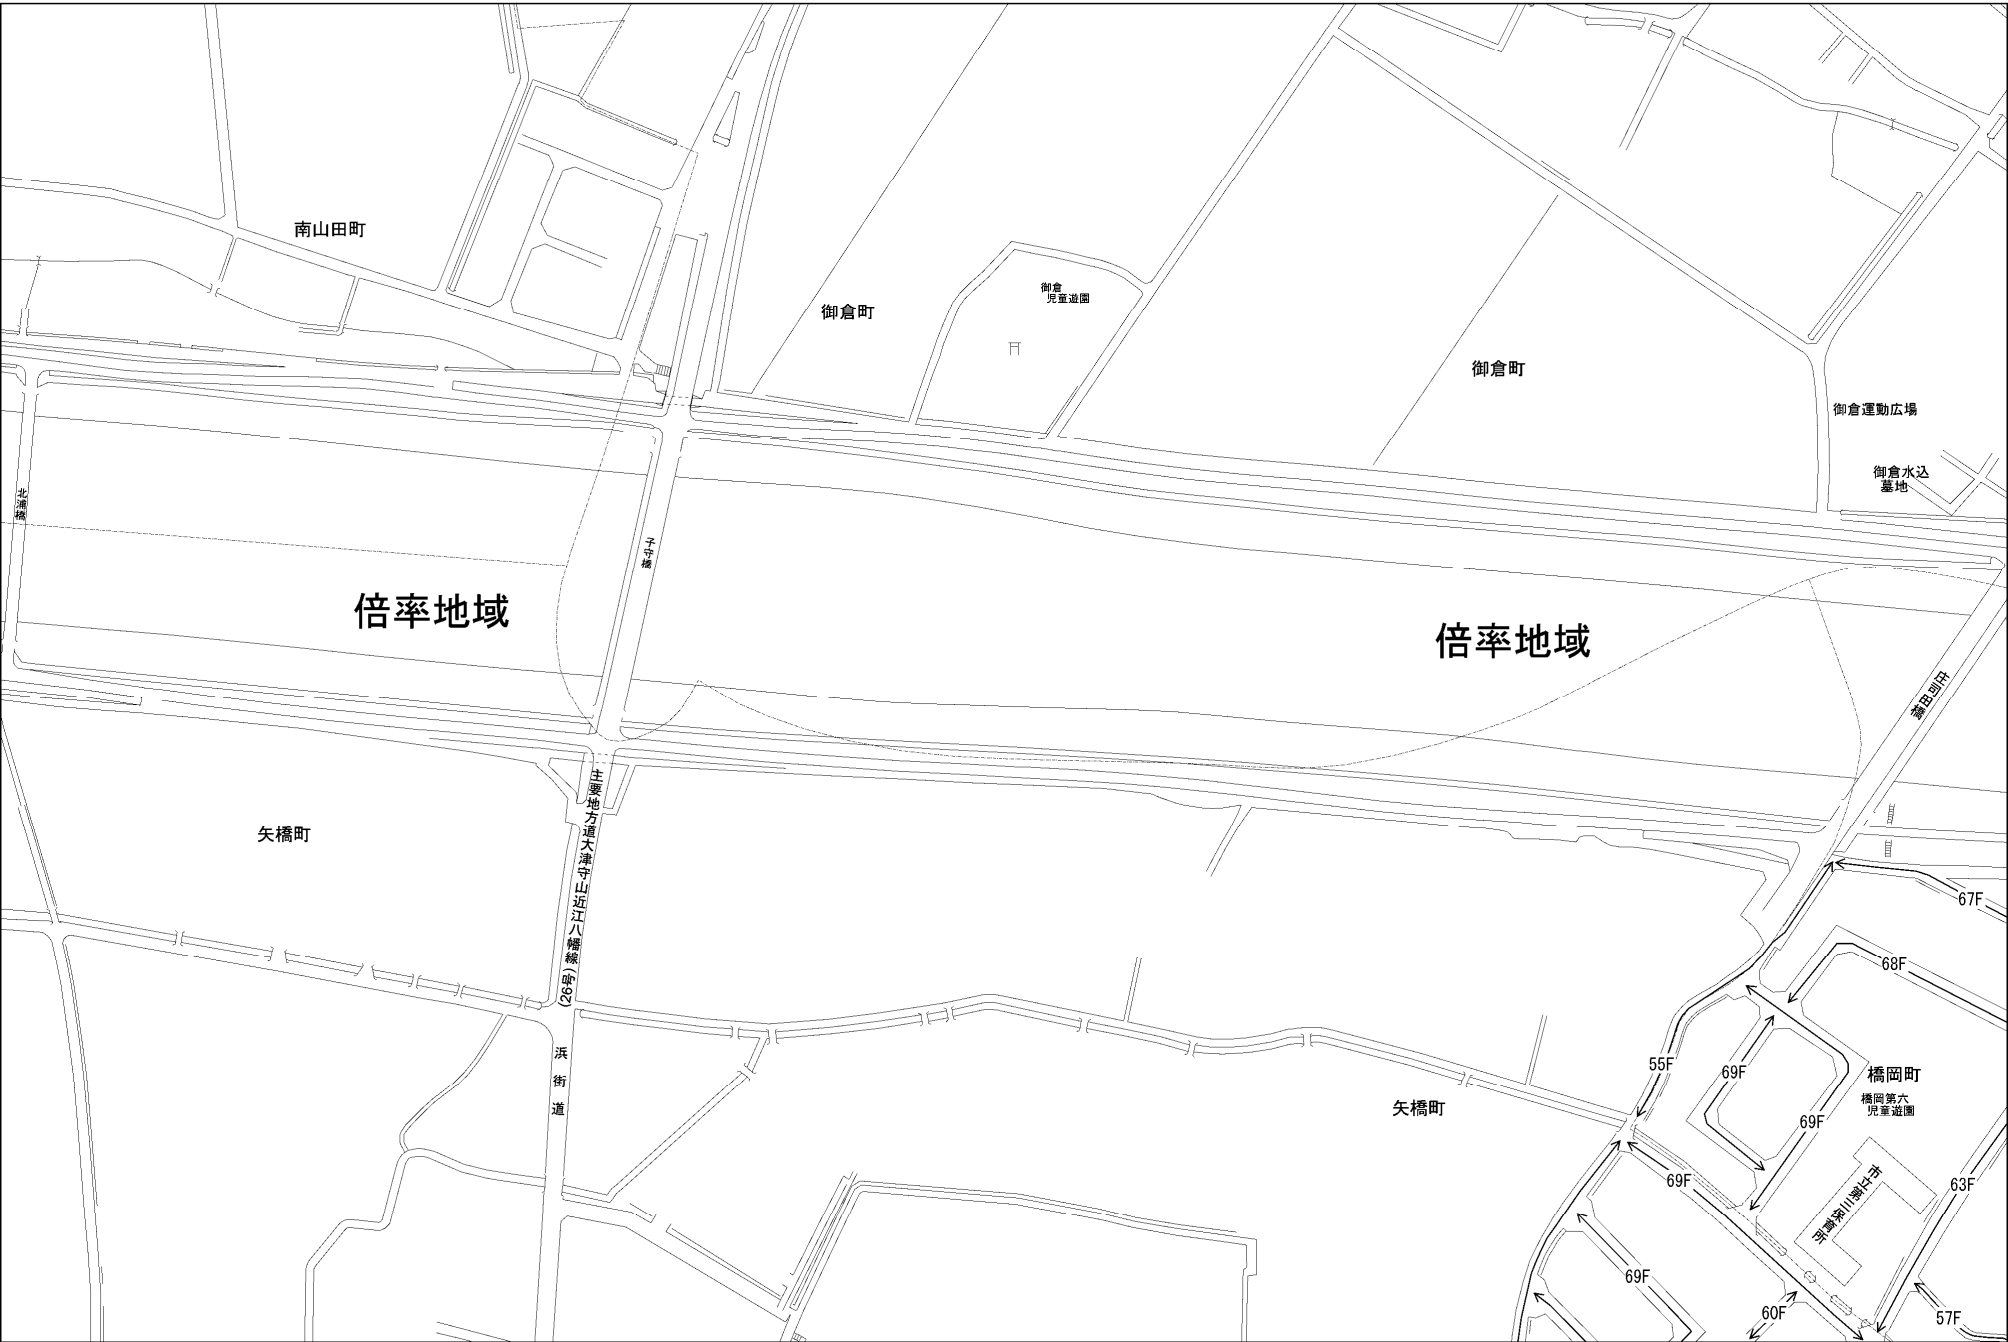 南山田町
御倉
児童遊園
御倉町
御倉町
御倉運動広場
御倉水込
墓地
北浦橋
子守橋
倍率地域
倍率地域
庄司田橋
主要地方道大津守山近江八幡線(26号)
矢橋町
67F
68F
浜街道
55F
69F
橋岡町
橋岡第六
児童遊園
矢橋町
69F
69F
市立第三保育所
63F
69F
60F
57F